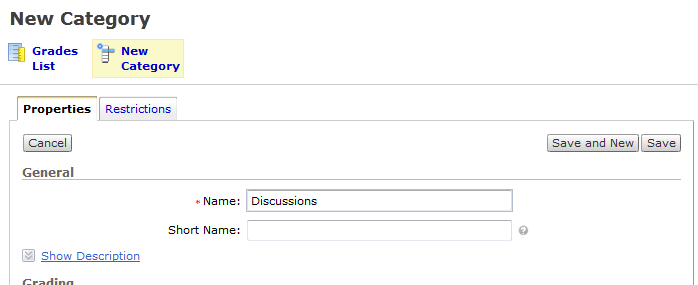 New Category
Grades List
New Category
Properties
Restrictions
Cancel
Save and New
Save
General
* Name: Discussions
Short Name:
?
Show Description
Grading